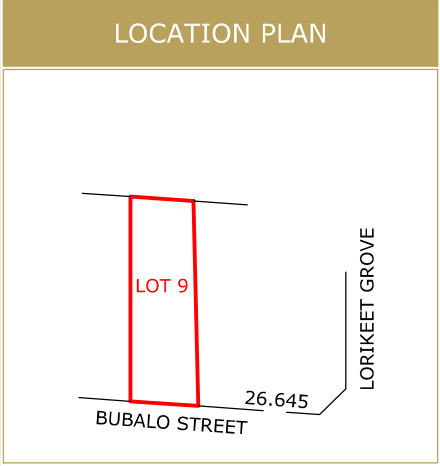 LOCATION PLAN
LORIKEET GROVE
LOT 9
26.645
BUBALO STREET